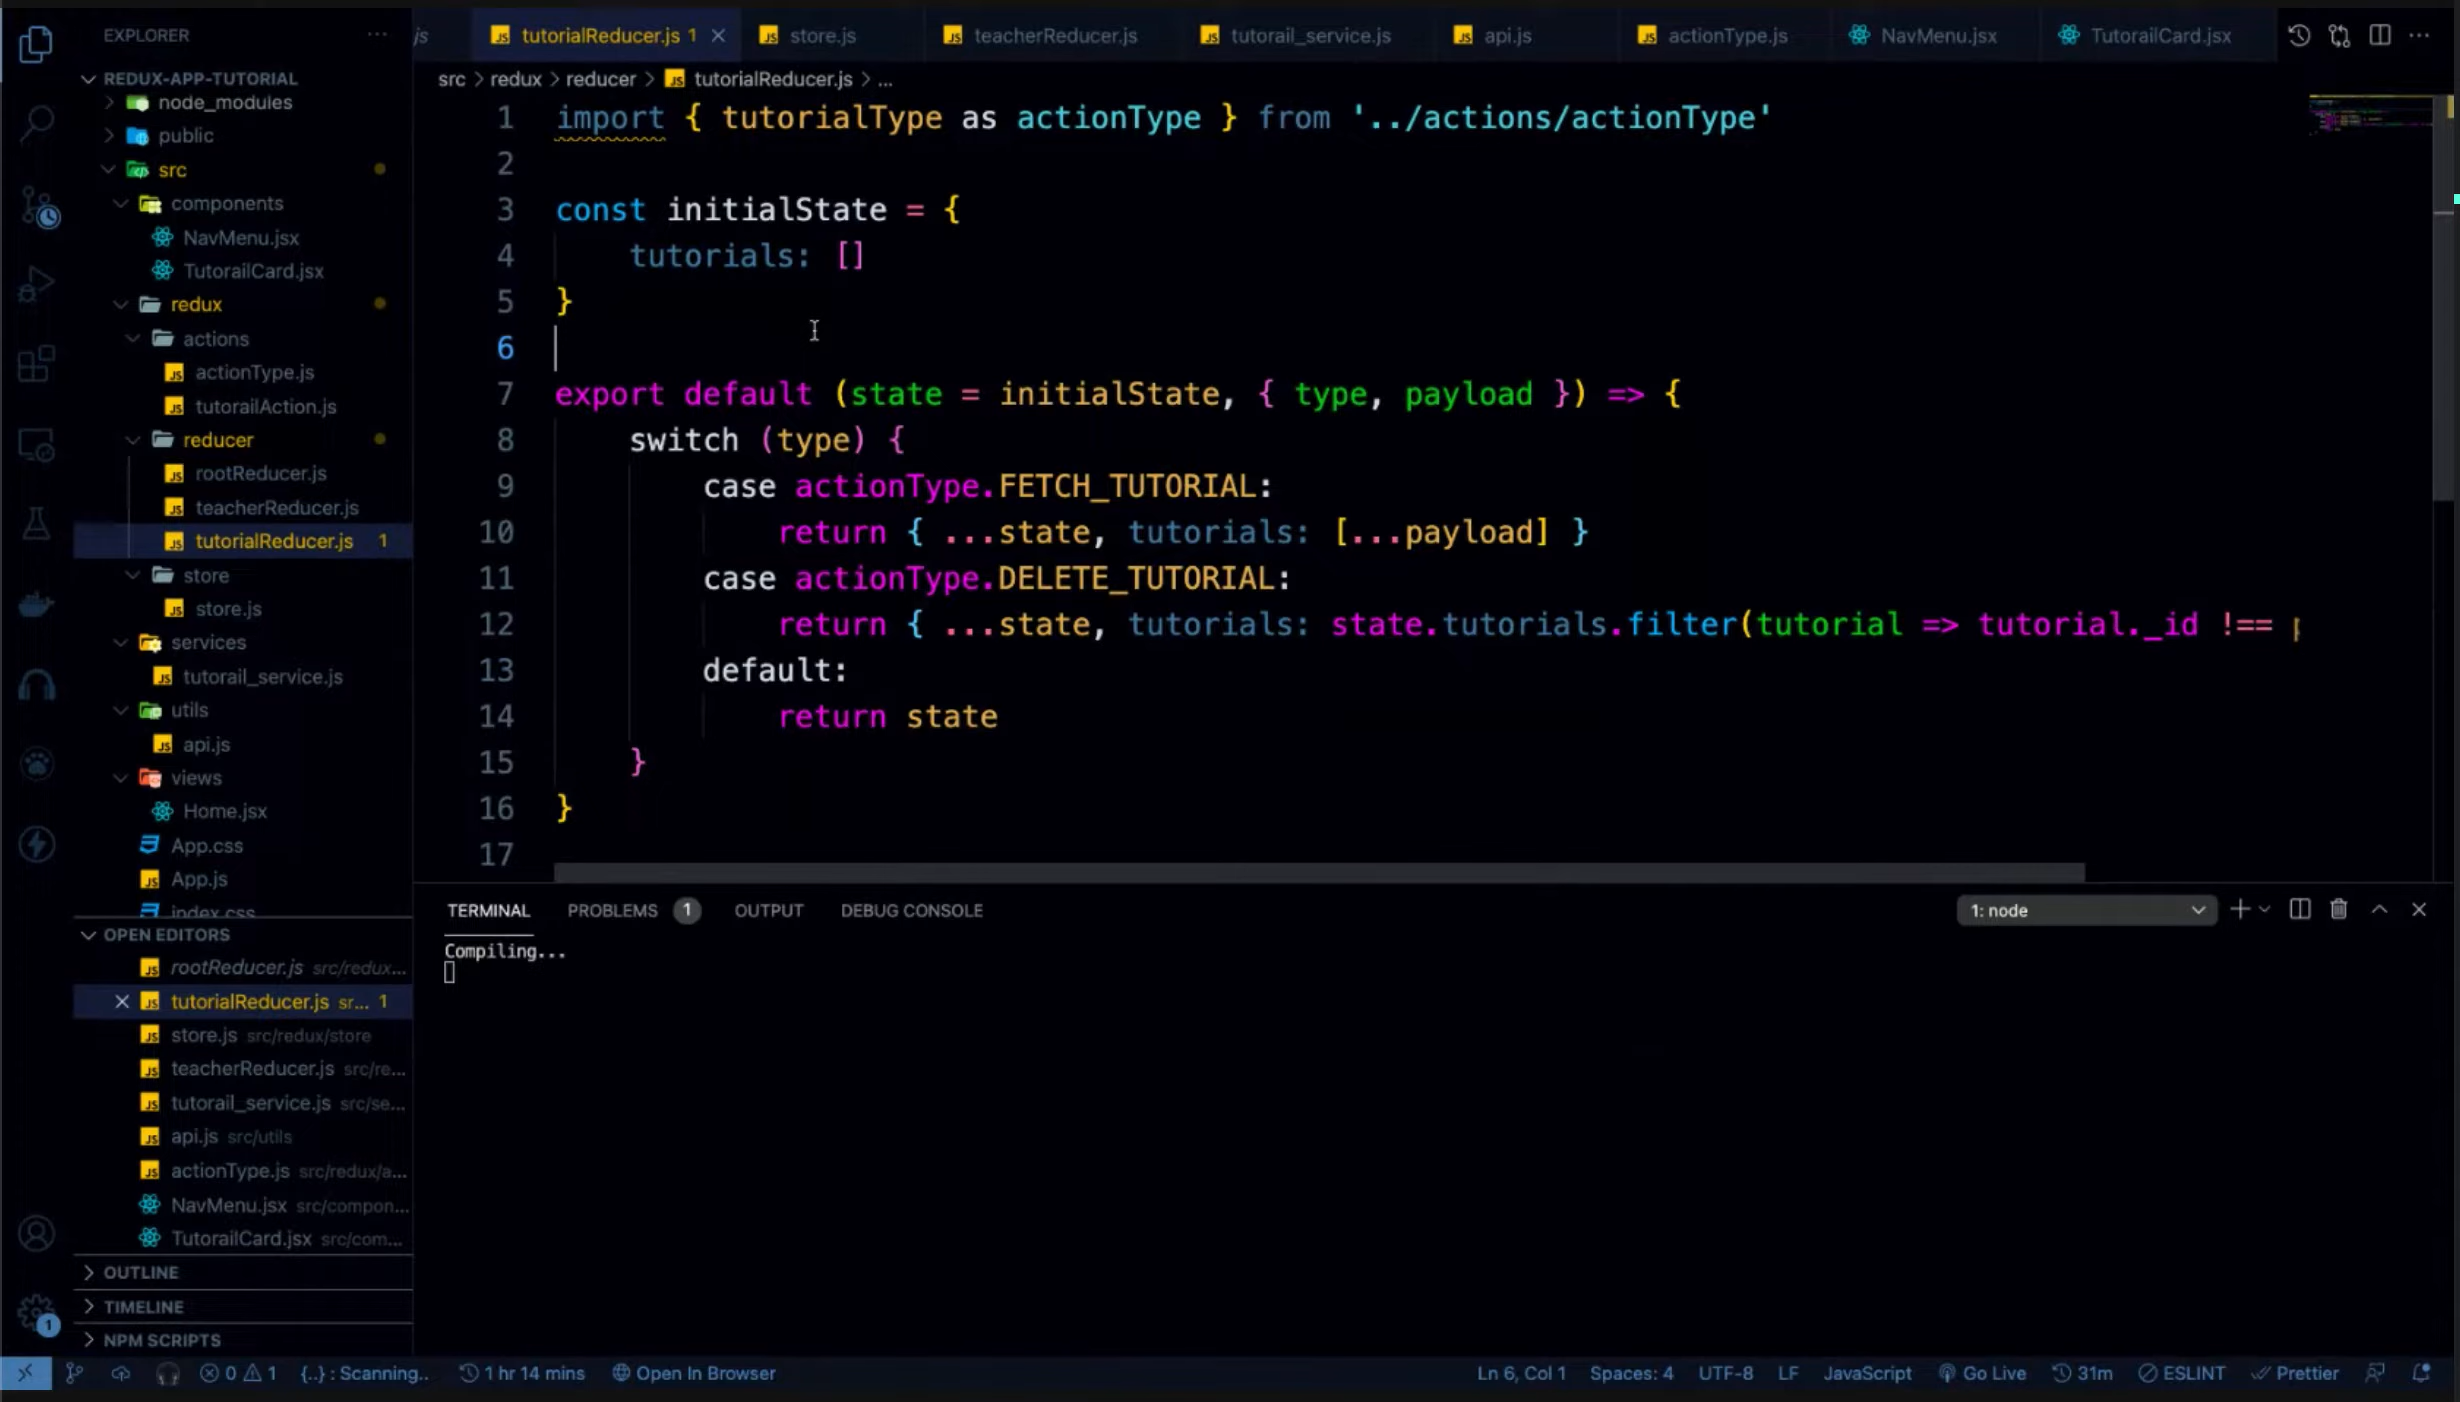 EXPLORER
REDUX-APP-TUTORIAL
node_modules
public
src
components
NavMenu.jsx
TutorailCard.jsx
redux
actions
actionType.js
tutorailAction.js
reducer
rootReducer.js
teacherReducer.js
tutorialReducer.js 1
store
store.js
services
tutorail_service.js
utils
api.js
views
Home.jsx
App.css
App.js
index.css
OPEN EDITORS
rootReducer.js src/redux...
tutorialReducer.js sr... 1
store.js src/redux/store
teacherReducer.js src/re...
tutorail_service.js src/se...
api.js src/utils
actionType.js src/redux/a...
NavMenu.jsx src/compon...
TutorailCard.jsx src/com...
OUTLINE
TIMELINE
NPM SCRIPTS
js tutorialReducer.js 1 store.js teacherReducer.js tutorail_service.js api.js actionType.js NavMenu.jsx TutorailCard.jsx
src > redux > reducer > tutorialReducer.js > ...
1 import { tutorialType as actionType } from '../actions/actionType'
2
3 const initialState = {
4 tutorials: []
5 }
6
7 export default (state = initialState, { type, payload }) => {
8 switch (type) {
9 case actionType.FETCH_TUTORIAL:
10 return { ...state, tutorials: [...payload] }
11 case actionType.DELETE_TUTORIAL:
12 return { ...state, tutorials: state.tutorials.filter(tutorial => tutorial._id !==
13 default:
14 return state
15 }
16 }
17
TERMINAL PROBLEMS 1 OUTPUT DEBUG CONSOLE 1: node
Compiling...
1
0 1 {..} : Scanning.. 1 hr 14 mins Open In Browser Ln 6, Col 1 Spaces: 4 UTF-8 LF JavaScript Go Live 31m ESLINT Prettier